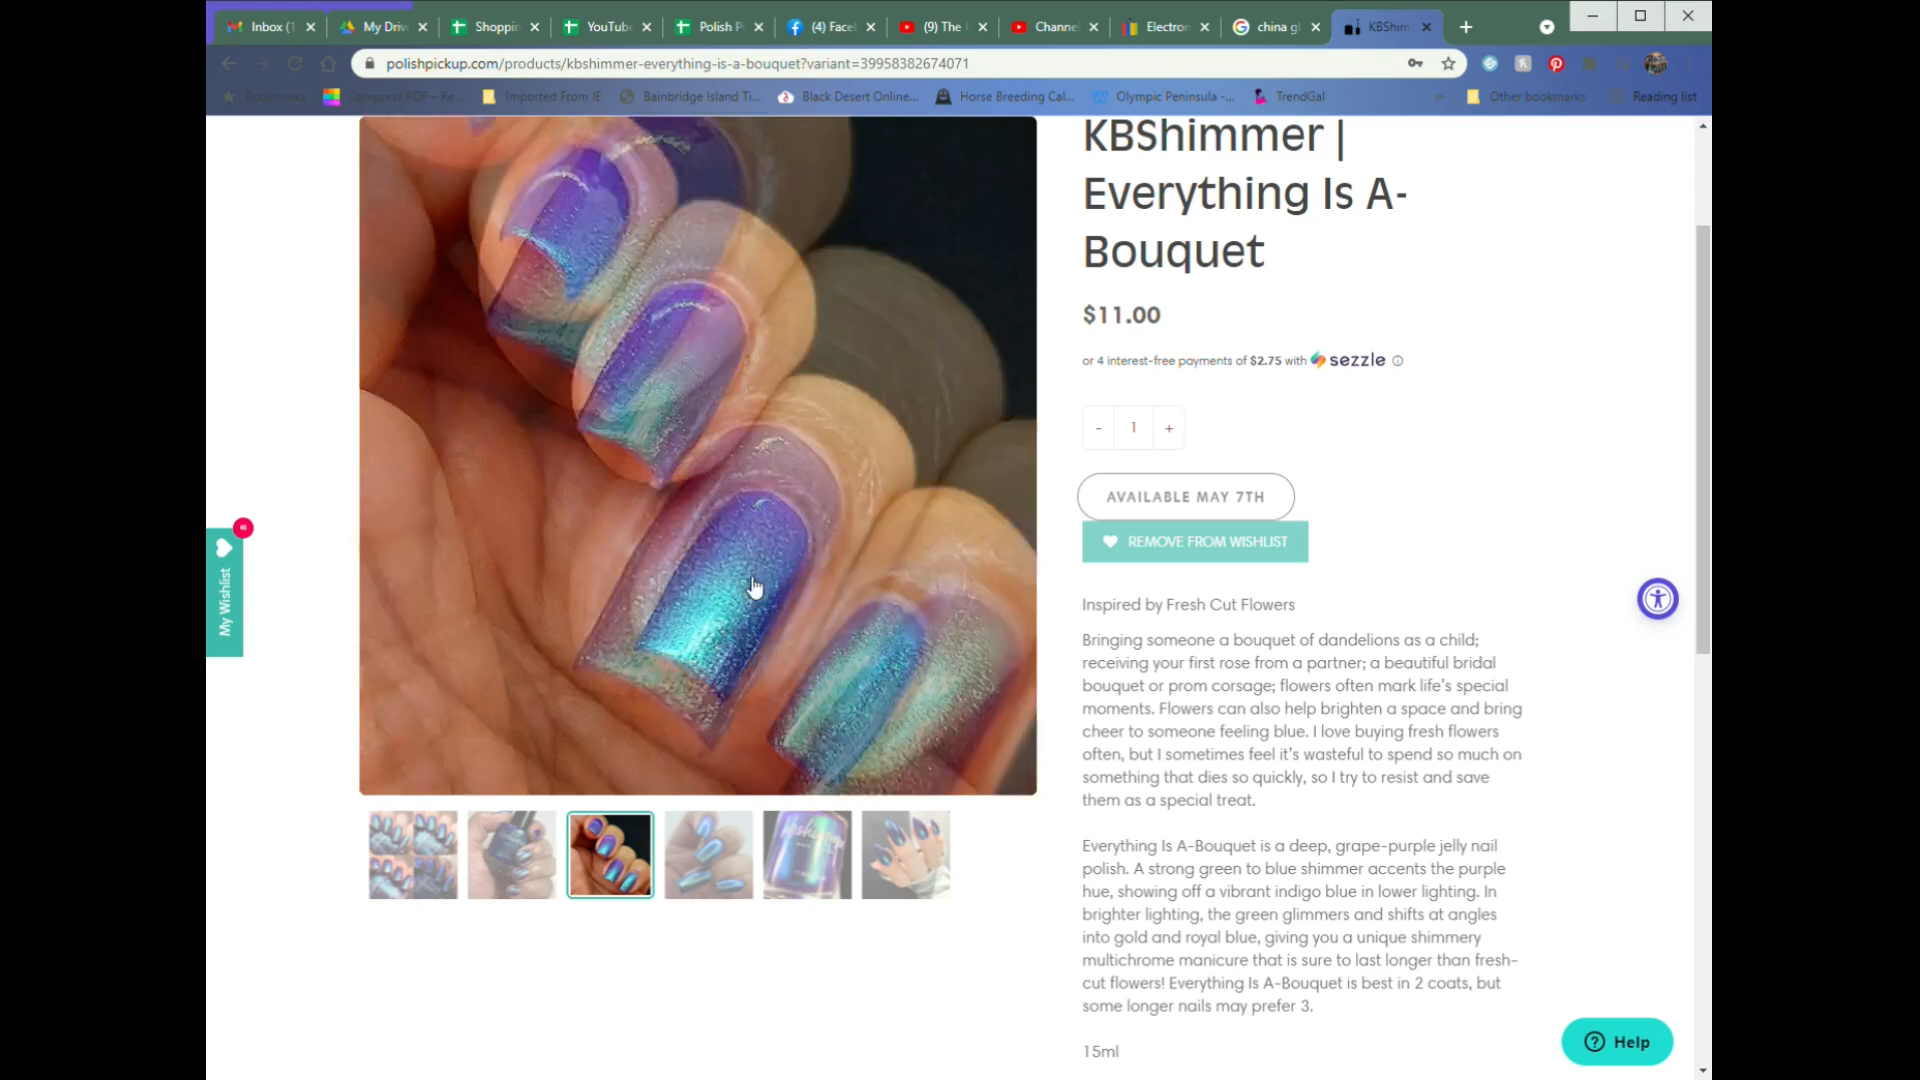 Inbox (1
My Driv
Shoppin
YouTub
Polish P
(4) Face
(9) The
Channe
Electron
china g
KBShim
polishpickup.com/products/kbshimmer-everything-is-a-bouquet?variant=39958382674071
Bookmarks
Compress PDF – Re...
Imported From IE
Bainbridge Island Ti...
Black Desert Online...
Horse Breeding Cal...
Olympic Peninsula -...
TrendGal
»
Other bookmarks
Reading list
KBShimmer |
Everything Is A-
Bouquet
$11.00
or 4 interest-free payments of $2.75 with sezzle
- 1 +
AVAILABLE MAY 7TH
REMOVE FROM WISHLIST
My Wishlist
Inspired by Fresh Cut Flowers
Bringing someone a bouquet of dandelions as a child;
receiving your first rose from a partner; a beautiful bridal
bouquet or prom corsage; flowers often mark life's special
moments. Flowers can also help brighten a space and bring
cheer to someone feeling blue. I love buying fresh flowers
often, but I sometimes feel it's wasteful to spend so much on
something that dies so quickly, so I try to resist and save
them as a special treat.
Everything Is A-Bouquet is a deep, grape-purple jelly nail
polish. A strong green to blue shimmer accents the purple
hue, showing off a vibrant indigo blue in lower lighting. In
brighter lighting, the green glimmers and shifts at angles
into gold and royal blue, giving you a unique shimmery
multichrome manicure that is sure to last longer than fresh-
cut flowers! Everything Is A-Bouquet is best in 2 coats, but
some longer nails may prefer 3.
15ml
Help